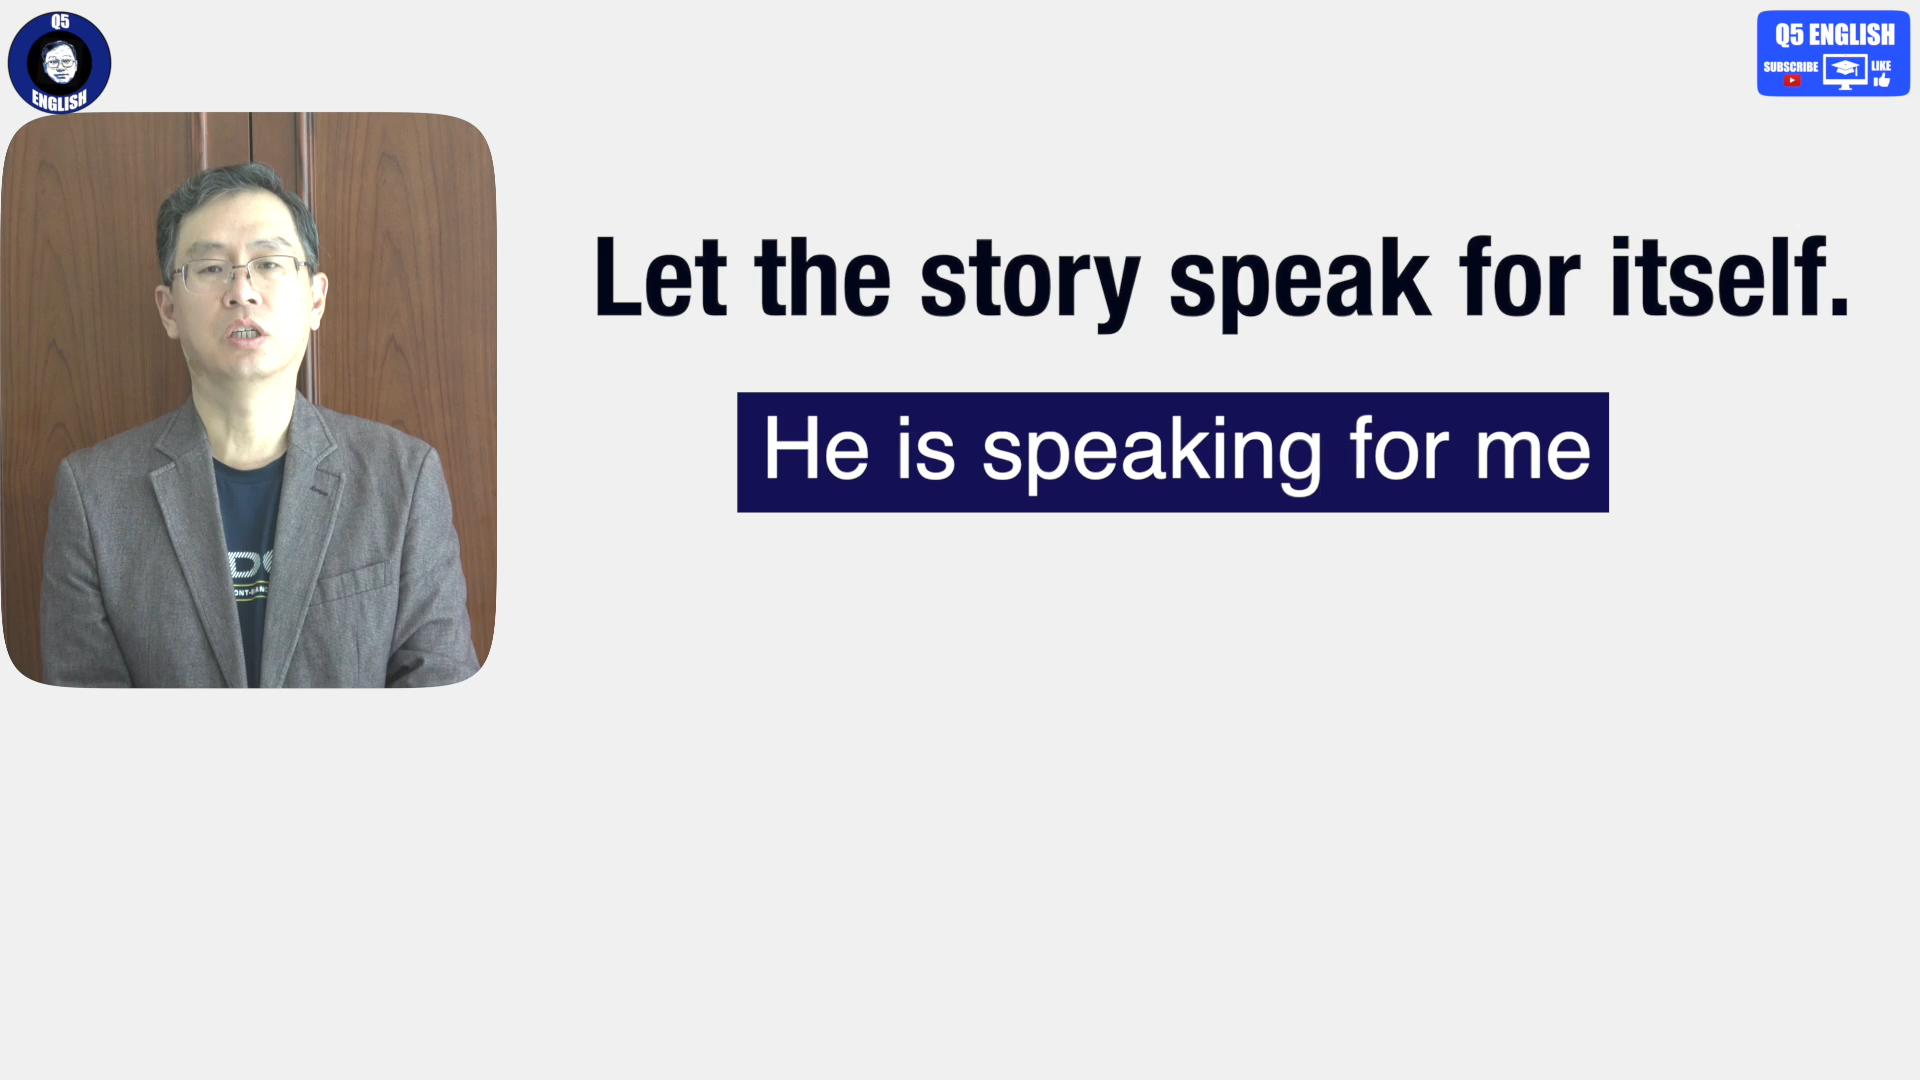 Q5
ENGLISH
Q5 ENGLISH
SUBSCRIBE
LIKE
Let the story speak for itself.
He is speaking for me